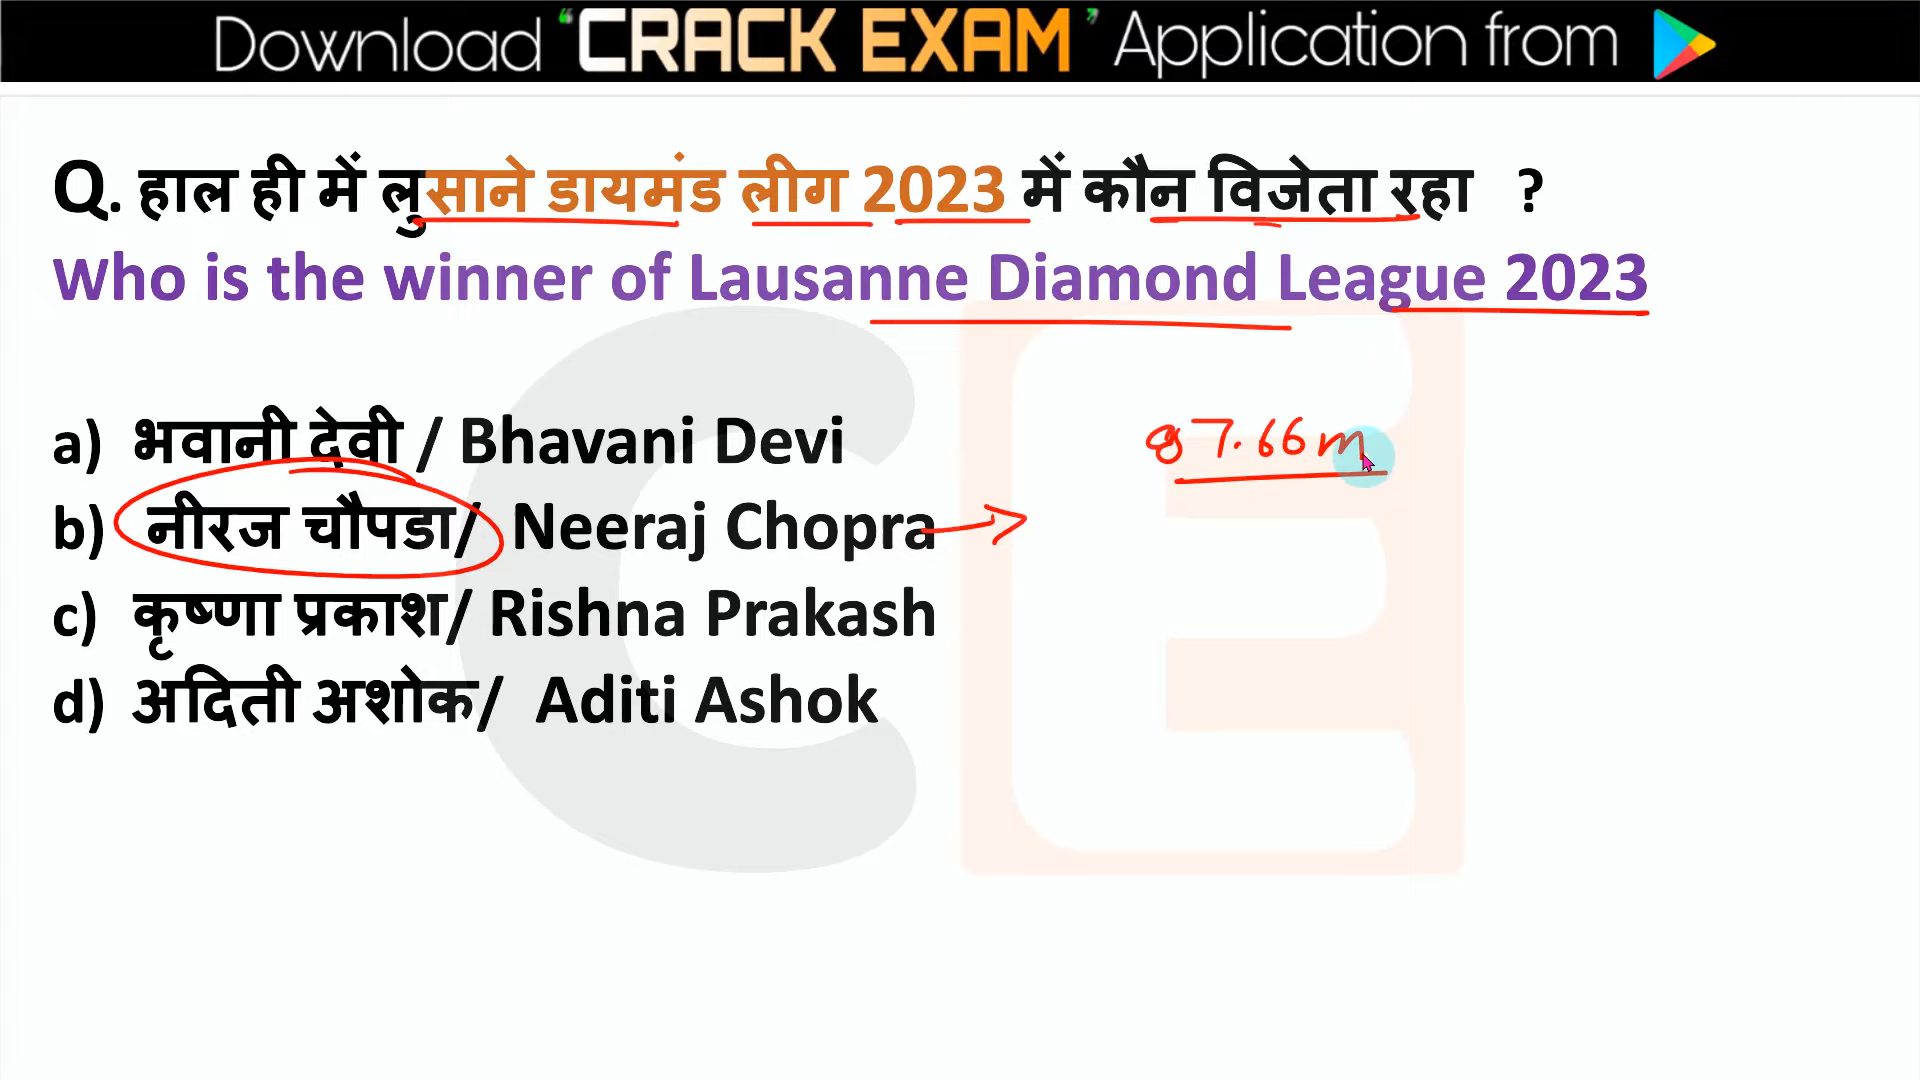 Download “CRACK EXAM” Application from
Q. हाल ही में लुसाने डायमंड लीग 2023 में कौन विजेता रहा ?
Who is the winner of Lausanne Diamond League 2023
a) भवानी देवी / Bhavani Devi
87.66m
b) नीरज चौपडा/ Neeraj Chopra
c) कृष्णा प्रकाश/ Rishna Prakash
d) अदिती अशोक/ Aditi Ashok
CE